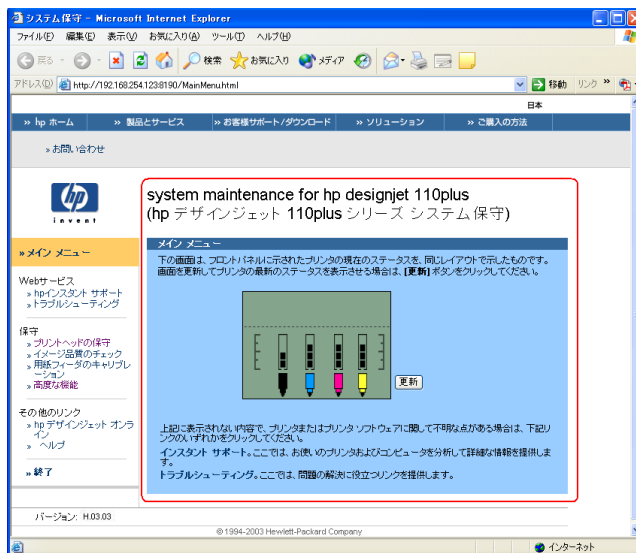 システム保守 - Microsoft Internet Explorer
ファイル(F) 編集(E) 表示(V) お気に入り(A) ツール(T) ヘルプ(H)
戻る 検索 お気に入り メディア
アドレス(D) http://192.168.254.123:8190/MainMenu.html 移動 リンク »
日本
» hp ホーム » 製品とサービス » お客様サポート/ダウンロード » ソリューション » ご購入の方法
» お問い合わせ
hp
invent
system maintenance for hp designjet 110plus
(hp デザインジェット 110plus シリーズ システム保守)
» メイン メニュー
Webサービス
» hpインスタント サポート
» トラブルシューティング
保守
» プリントヘッドの保守
» イメージ品質のチェック
» 用紙フィーダのキャリブレ
ーション
» 高度な機能
その他のリンク
» hp デザインジェット オンラ
イン
» ヘルプ
» 終了
メイン メニュー
下の画面は、フロントパネルに示されたプリンタの現在のステータスを、同じレイアウトで示したものです。
画面を更新してプリンタの最新のステータスを表示させる場合は、[更新] ボタンをクリックしてください。
更新
上記に表示されない内容で、プリンタまたはプリンタ ソフトウェアに関して不明な点がある場合は、下記リ
ンクのいずれかをクリックしてください。
インスタント サポート。ここでは、お使いのプリンタおよびコンピュータを分析して詳細な情報を提供しま
す。
トラブルシューティング。ここでは、問題の解決に役立つリンクを提供します。
バージョン: H.03.03
© 1994-2003 Hewlett-Packard Company
インターネット